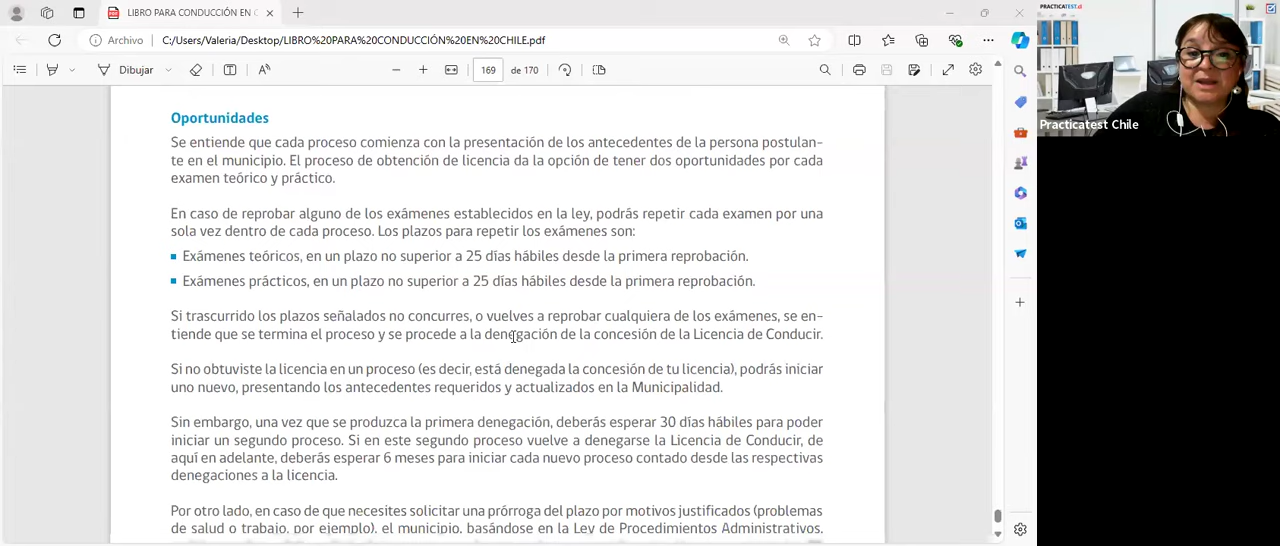 LIBRO PARA CONDUCCIÓN EN C
Archivo
C:/Users/Valeria/Desktop/LIBRO%20PARA%20CONDUCCIÓN%20EN%20CHILE.pdf
Dibujar
169 de 170
PRACTICATEST.cl
Practicatest Chile
Oportunidades
Se entiende que cada proceso comienza con la presentación de los antecedentes de la persona postulan-
te en el municipio. El proceso de obtención de licencia da la opción de tener dos oportunidades por cada
examen teórico y práctico.
En caso de reprobar alguno de los exámenes establecidos en la ley, podrás repetir cada examen por una
sola vez dentro de cada proceso. Los plazos para repetir los exámenes son:
Exámenes teóricos, en un plazo no superior a 25 días hábiles desde la primera reprobación.
Exámenes prácticos, en un plazo no superior a 25 días hábiles desde la primera reprobación.
Si trascurrido los plazos señalados no concurres, o vuelves a reprobar cualquiera de los exámenes, se en-
tiende que se termina el proceso y se procede a la denegación de la concesión de la Licencia de Conducir.
Si no obtuviste la licencia en un proceso (es decir, está denegada la concesión de tu licencia), podrás iniciar
uno nuevo, presentando los antecedentes requeridos y actualizados en la Municipalidad.
Sin embargo, una vez que se produzca la primera denegación, deberás esperar 30 días hábiles para poder
iniciar un segundo proceso. Si en este segundo proceso vuelve a denegarse la Licencia de Conducir, de
aquí en adelante, deberás esperar 6 meses para iniciar cada nuevo proceso contado desde las respectivas
denegaciones a la licencia.
Por otro lado, en caso de que necesites solicitar una prórroga del plazo por motivos justificados (problemas
de salud o trabajo, por ejemplo), el municipio, basándose en la Ley de Procedimientos Administrativos,